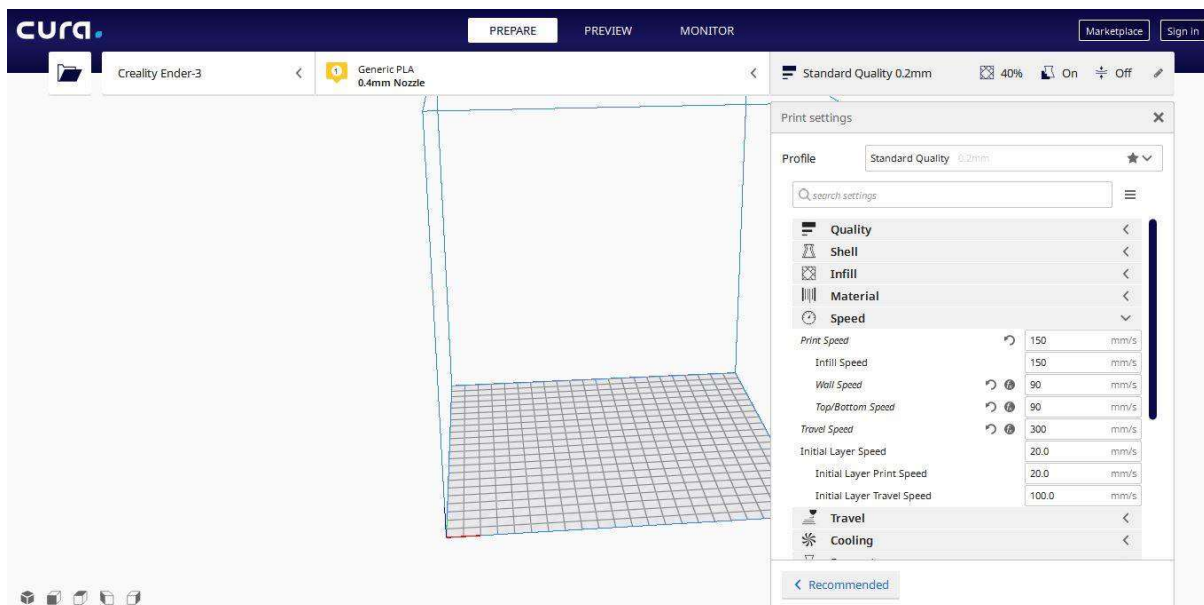 cura.
PREPARE PREVIEW MONITOR
Marketplace Sign in
Creality Ender-3
1
Generic PLA
0.4mm Nozzle
Standard Quality 0.2mm 40% On Off
Print settings
Profile Standard Quality 0.2mm
search settings
Quality
Shell
Infill
Material
Speed
Print Speed 150 mm/s
Infill Speed 150 mm/s
Wall Speed 90 mm/s
Top/Bottom Speed 90 mm/s
Travel Speed 300 mm/s
Initial Layer Speed 20.0 mm/s
Initial Layer Print Speed 20.0 mm/s
Initial Layer Travel Speed 100.0 mm/s
Travel
Cooling
Recommended